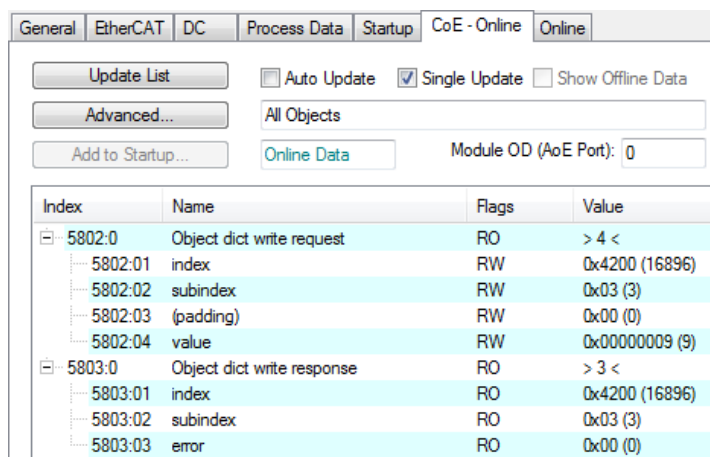 General EtherCAT DC Process Data Startup CoE - Online Online
Update List Auto Update Single Update Show Offline Data
Advanced... All Objects
Add to Startup... Online Data Module OD (AoE Port): 0
Index Name Flags Value
5802:0 Object dict write request RO > 4 <
5802:01 index RW 0x4200 (16896)
5802:02 subindex RW 0x03 (3)
5802:03 (padding) RW 0x00 (0)
5802:04 value RW 0x00000009 (9)
5803:0 Object dict write response RO > 3 <
5803:01 index RO 0x4200 (16896)
5803:02 subindex RO 0x03 (3)
5803:03 error RO 0x00 (0)